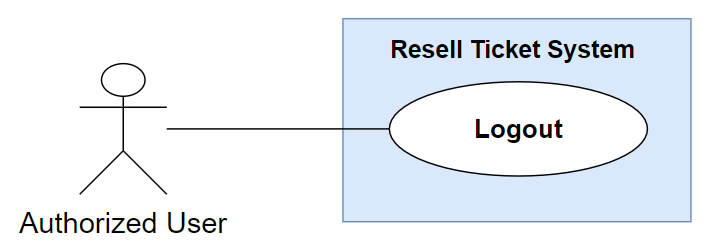 Resell Ticket System
Logout
Authorized User